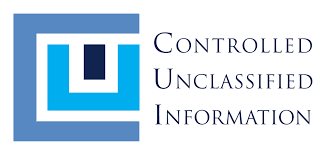 CONTROLLED
UNCLASSIFIED
INFORMATION